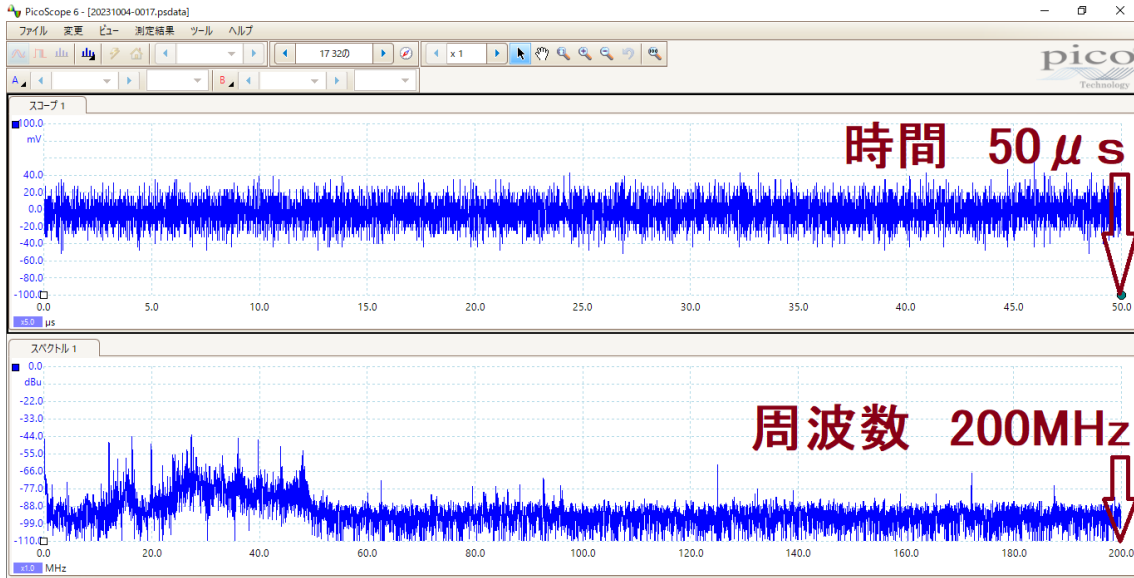 PicoScope 6 - [20231004-0017.psdata]
ファイル 変更 ビュー 測定結果 ツール ヘルプ
17 32の x 1
pico
Technology
A B
スコープ 1
時間 50μs
100.0
mV
40.0
20.0
0.0
-20.0
-40.0
-60.0
-80.0
-100.0
0.0 5.0 10.0 15.0 20.0 25.0 30.0 35.0 40.0 45.0 50.0
x5.0 µs
スペクトル 1
周波数 200MHz
0.0
dBu
-22.0
-33.0
-44.0
-55.0
-66.0
-77.0
-88.0
-99.0
-110.0
0.0 20.0 40.0 60.0 80.0 100.0 120.0 140.0 160.0 180.0 200.0
x1.0 MHz